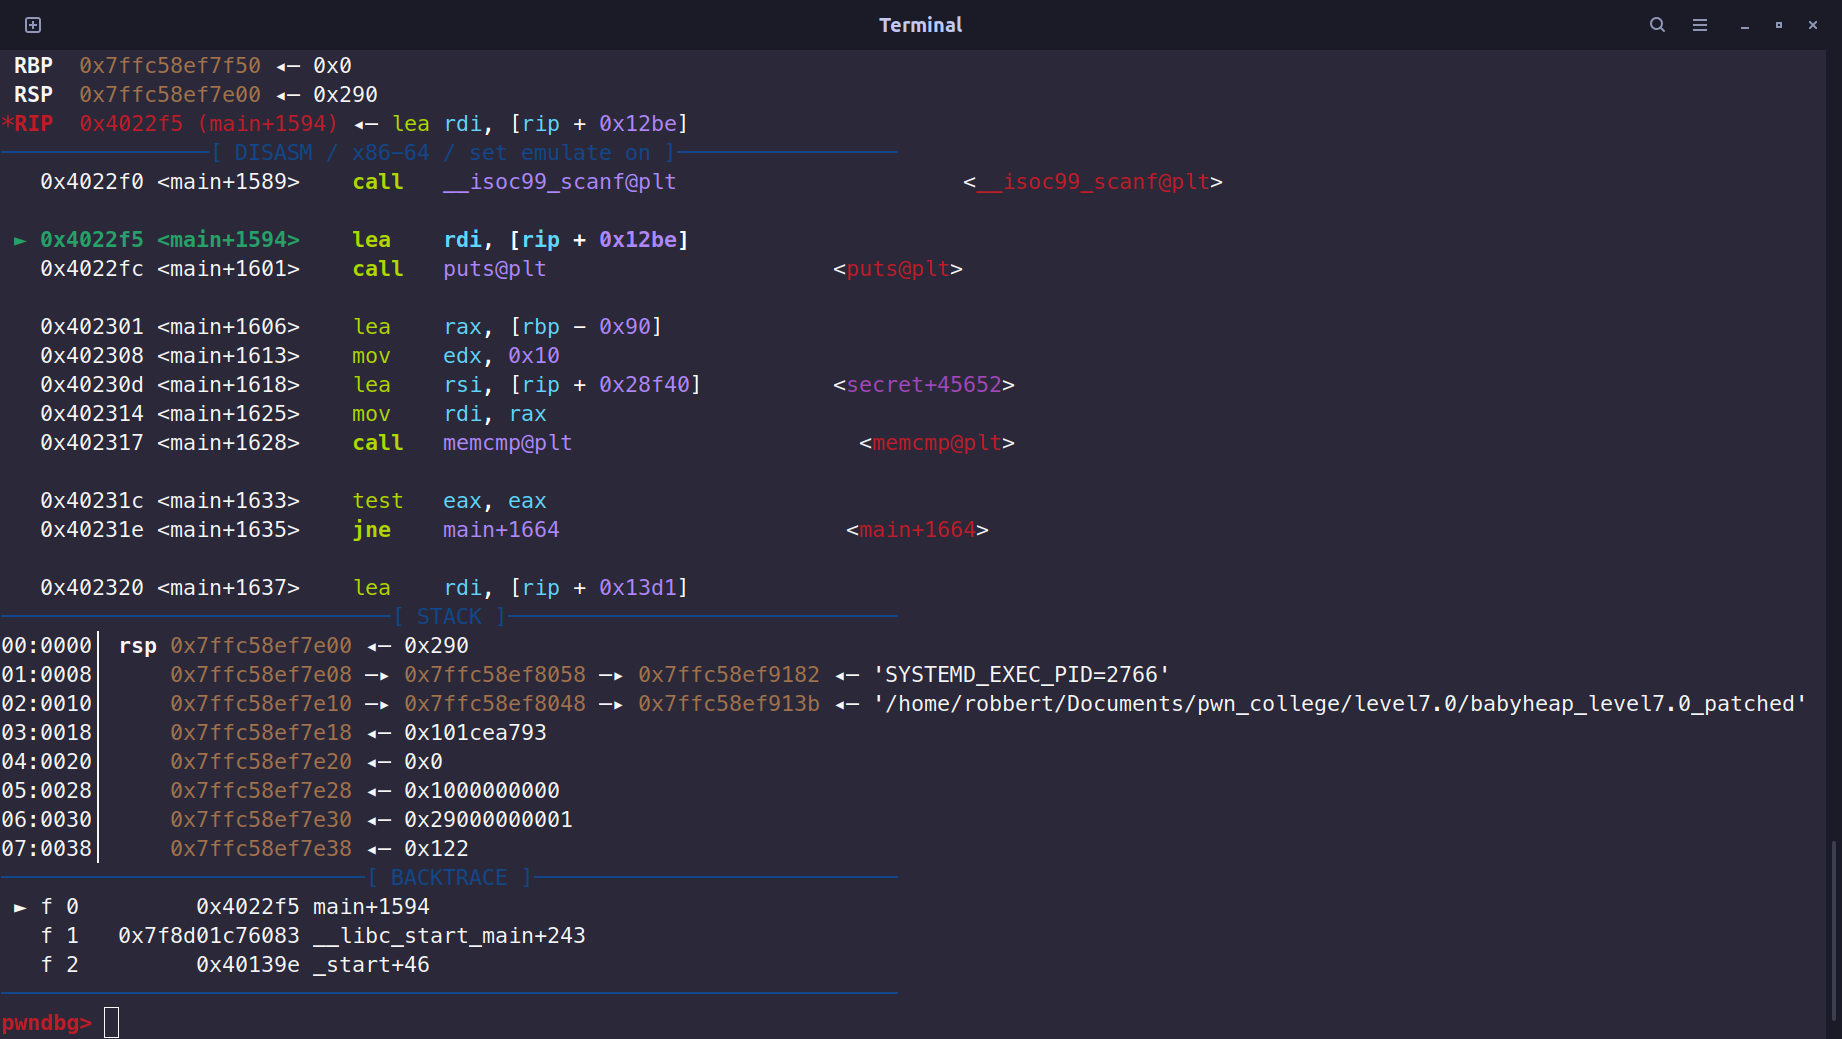 Terminal
RBP  0x7ffc58ef7f50 ◂— 0x0
RSP  0x7ffc58ef7e00 ◂— 0x290
*RIP  0x4022f5 (main+1594) ◂— lea rdi, [rip + 0x12be]
[ DISASM / x86-64 / set emulate on ]
0x4022f0 <main+1589>    call   __isoc99_scanf@plt                      <__isoc99_scanf@plt>
► 0x4022f5 <main+1594>    lea    rdi, [rip + 0x12be]
0x4022fc <main+1601>    call   puts@plt                      <puts@plt>
0x402301 <main+1606>    lea    rax, [rbp - 0x90]
0x402308 <main+1613>    mov    edx, 0x10
0x40230d <main+1618>    lea    rsi, [rip + 0x28f40]          <secret+45652>
0x402314 <main+1625>    mov    rdi, rax
0x402317 <main+1628>    call   memcmp@plt                      <memcmp@plt>
0x40231c <main+1633>    test   eax, eax
0x40231e <main+1635>    jne    main+1664                      <main+1664>
0x402320 <main+1637>    lea    rdi, [rip + 0x13d1]
[ STACK ]
00:0000│ rsp 0x7ffc58ef7e00 ◂— 0x290
01:0008│     0x7ffc58ef7e08 —▸ 0x7ffc58ef8058 —▸ 0x7ffc58ef9182 ◂— 'SYSTEMD_EXEC_PID=2766'
02:0010│     0x7ffc58ef7e10 —▸ 0x7ffc58ef8048 —▸ 0x7ffc58ef913b ◂— '/home/robbert/Documents/pwn_college/level7.0/babyheap_level7.0_patched'
03:0018│     0x7ffc58ef7e18 ◂— 0x101cea793
04:0020│     0x7ffc58ef7e20 ◂— 0x0
05:0028│     0x7ffc58ef7e28 ◂— 0x1000000000
06:0030│     0x7ffc58ef7e30 ◂— 0x29000000001
07:0038│     0x7ffc58ef7e38 ◂— 0x122
[ BACKTRACE ]
► f 0         0x4022f5 main+1594
f 1   0x7f8d01c76083 __libc_start_main+243
f 2         0x40139e _start+46
pwndbg>